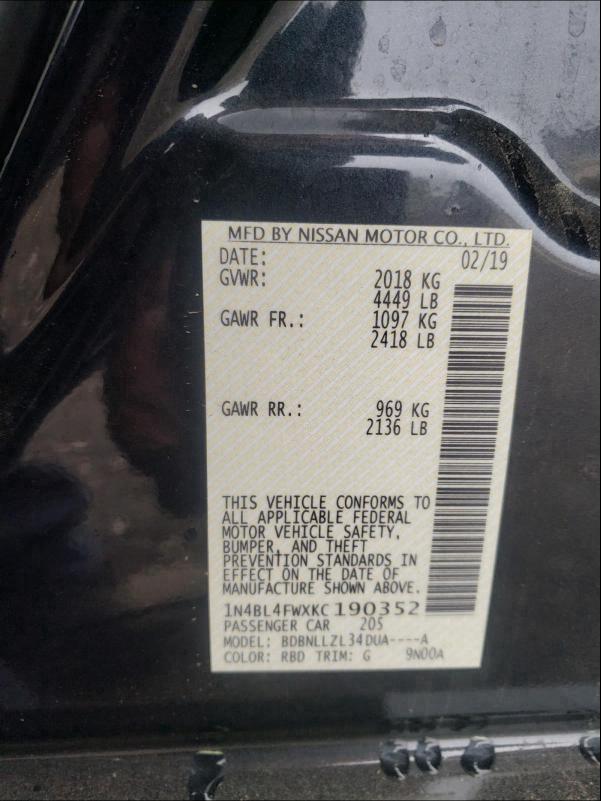 MFD BY NISSAN MOTOR CO., LTD.
DATE: 02/19
GVWR: 2018 KG
4449 LB
GAWR FR.: 1097 KG
2418 LB
GAWR RR.: 969 KG
2136 LB
THIS VEHICLE CONFORMS TO
ALL APPLICABLE FEDERAL
MOTOR VEHICLE SAFETY,
BUMPER, AND THEFT
PREVENTION STANDARDS IN
EFFECT ON THE DATE OF
MANUFACTURE SHOWN ABOVE.
1N4BL4FWXKC190352
PASSENGER CAR 205
MODEL: BDBNLLZL34DUA----A
COLOR: RBD TRIM: G 9N00A